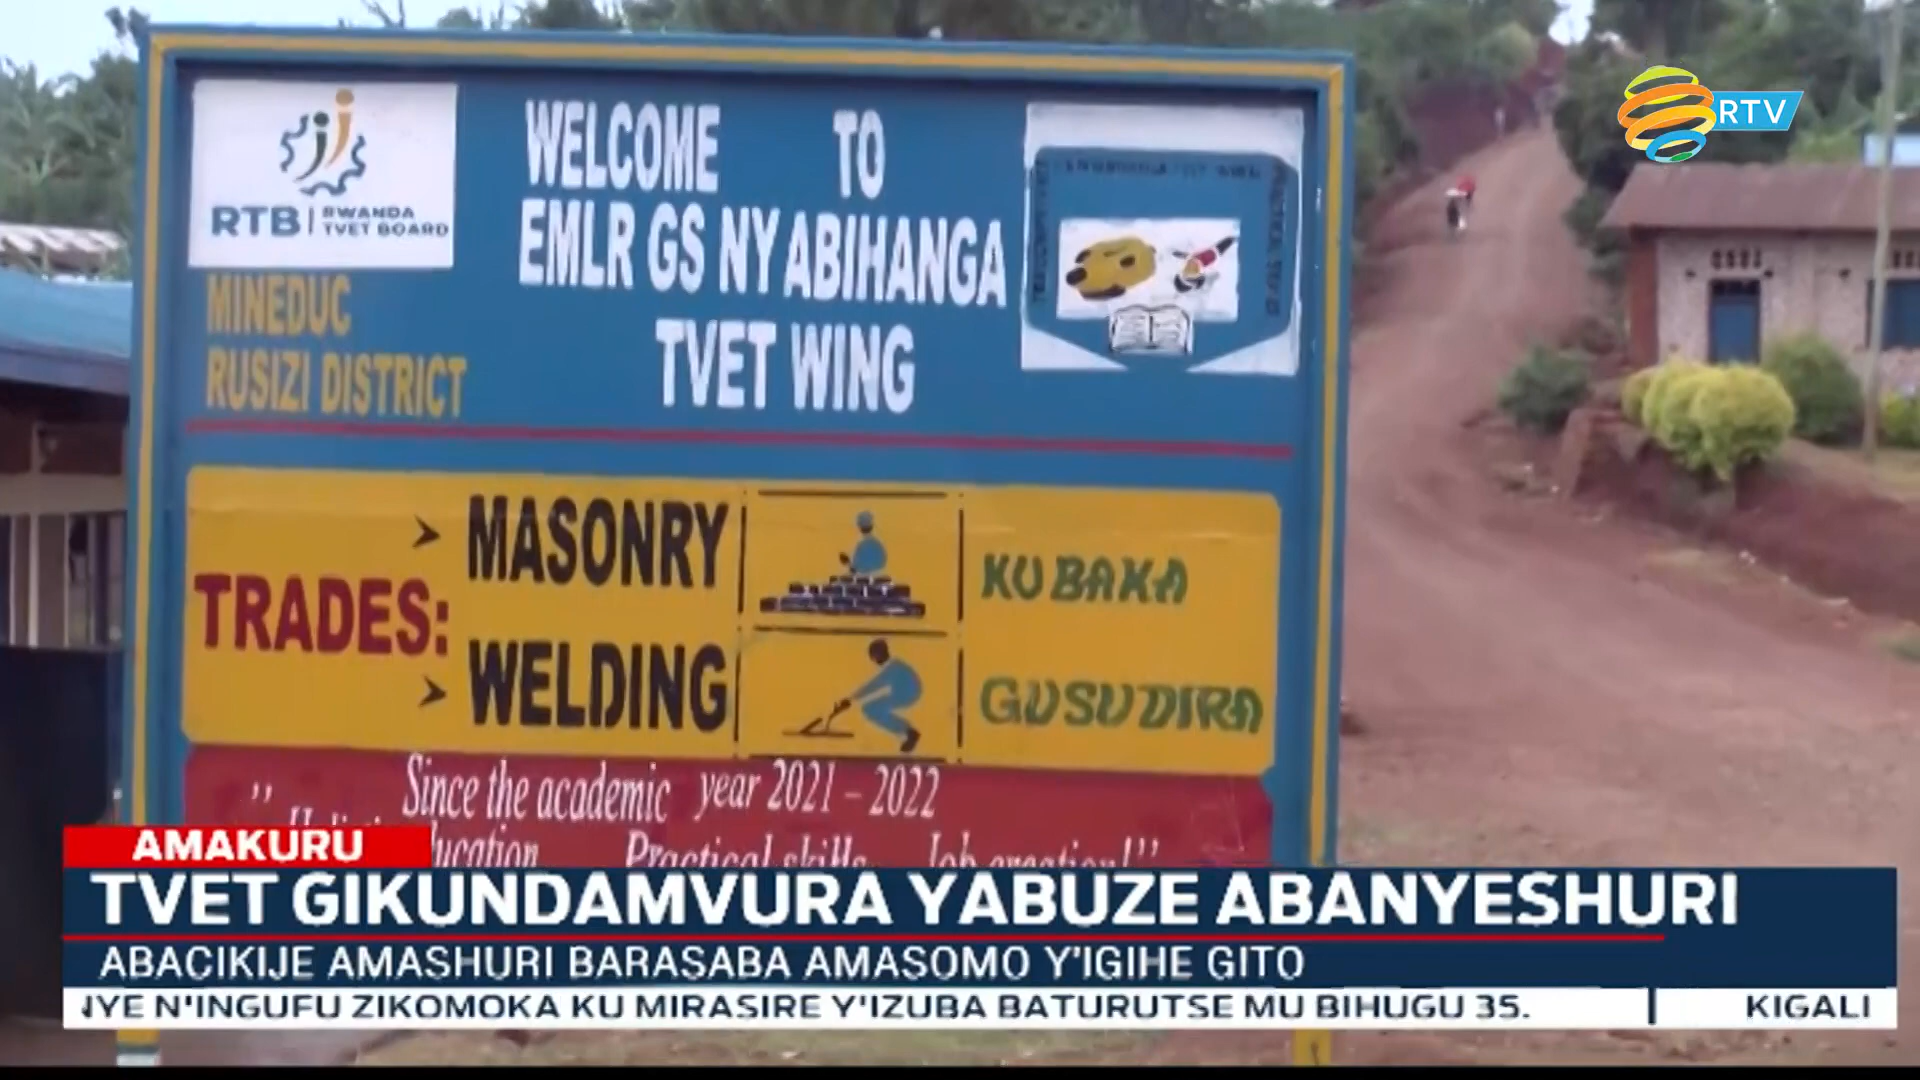 RTV
RTB | RWANDA TVET BOARD
MINEDUC
RUSIZI DISTRICT
WELCOME TO
EMLR GS NYABIHANGA
TVET WING
TRADES:
MASONRY
KUBAKA
WELDING
GUSUDIRA
Since the academic year 2021 – 2022
Practical skills Job creation!"
AMAKURU
TVET GIKUNDAMVURA YABUZE ABANYESHURI
ABACIKIJE AMASHURI BARASABA AMASOMO Y'IGIHE GITO
N'INGUFU ZIKOMOKA KU MIRASIRE Y'IZUBA BATURUTSE MU BIHUGU 35. | KIGALI